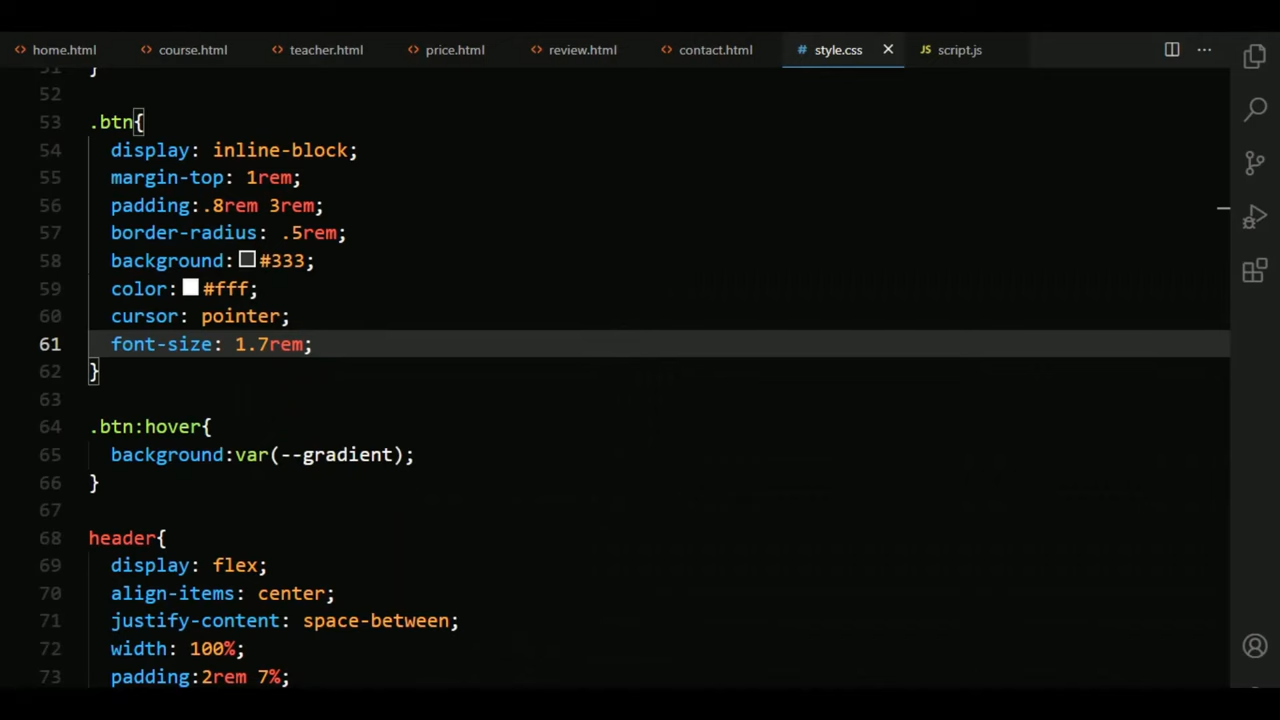 home.html course.html teacher.html price.html review.html contact.html # style.css JS script.js
51 }
52
53 .btn{
54 display: inline-block;
55 margin-top: 1rem;
56 padding:.8rem 3rem;
57 border-radius: .5rem;
58 background: #333;
59 color: #fff;
60 cursor: pointer;
61 font-size: 1.7rem;
62 }
63
64 .btn:hover{
65 background:var(--gradient);
66 }
67
68 header{
69 display: flex;
70 align-items: center;
71 justify-content: space-between;
72 width: 100%;
73 padding:2rem 7%;